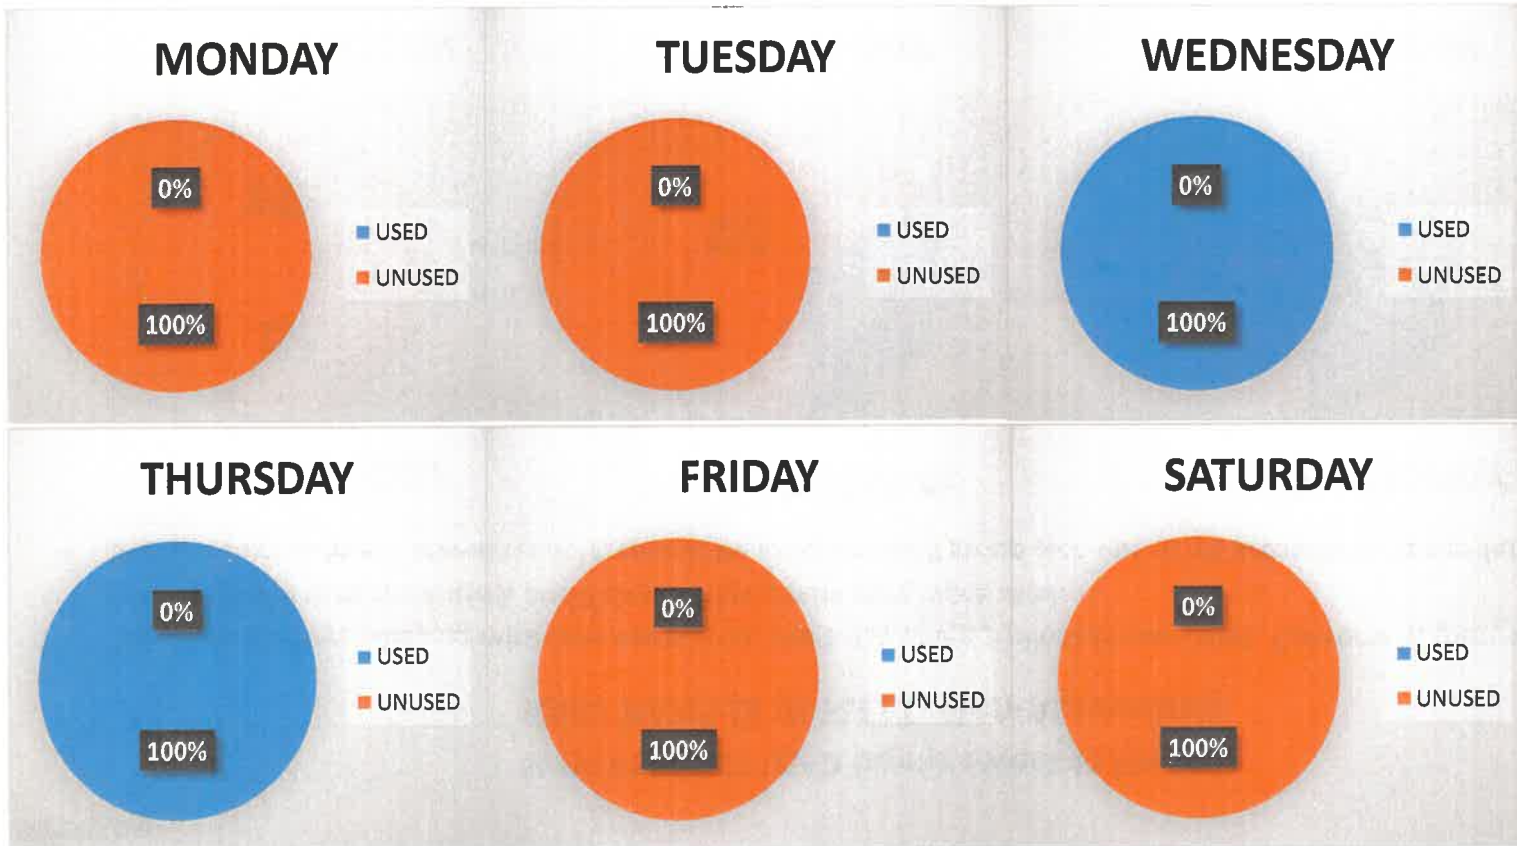 MONDAY
0%
100%
USED
UNUSED
TUESDAY
0%
100%
USED
UNUSED
WEDNESDAY
0%
100%
USED
UNUSED
THURSDAY
0%
100%
USED
UNUSED
FRIDAY
0%
100%
USED
UNUSED
SATURDAY
0%
100%
USED
UNUSED